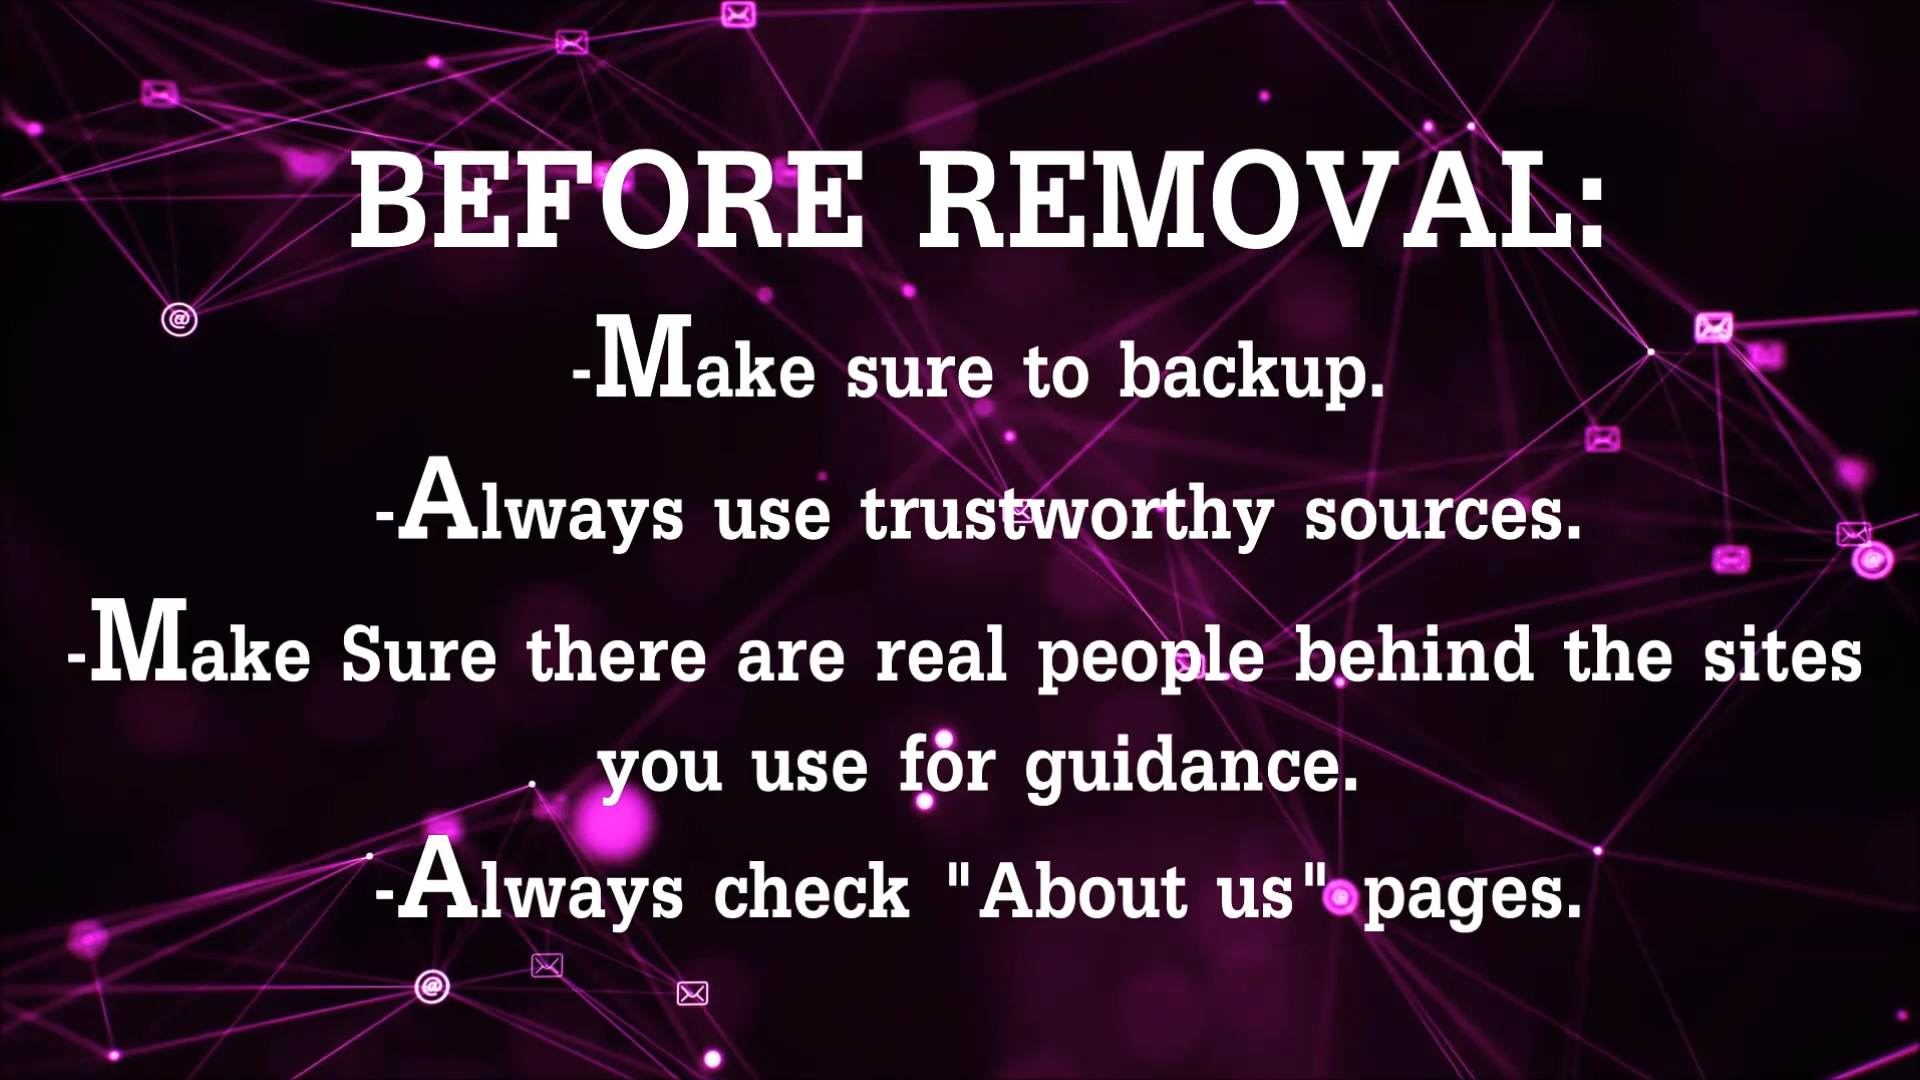 BEFORE REMOVAL:
-Make sure to backup.
-Always use trustworthy sources.
-Make Sure there are real people behind the sites
you use for guidance.
-Always check "About us" pages.